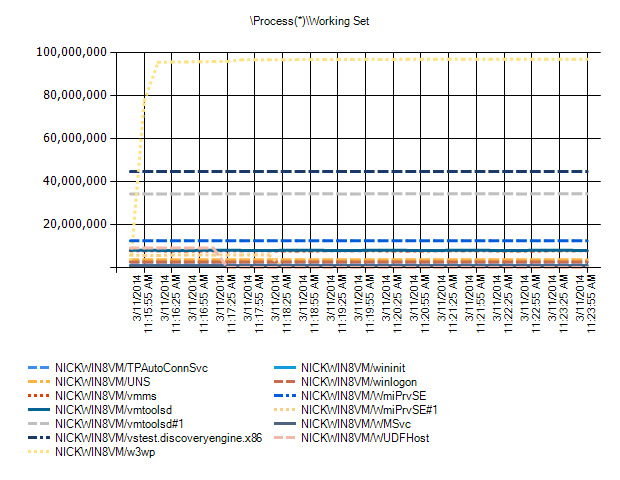 \Process(*)\Working Set
100,000,000
80,000,000
60,000,000
40,000,000
20,000,000
3/11/2014
11:15:55 AM
3/11/2014
11:16:25 AM
3/11/2014
11:16:55 AM
3/11/2014
11:17:25 AM
3/11/2014
11:17:55 AM
3/11/2014
11:18:25 AM
3/11/2014
11:18:55 AM
3/11/2014
11:19:25 AM
3/11/2014
11:19:55 AM
3/11/2014
11:20:25 AM
3/11/2014
11:20:55 AM
3/11/2014
11:21:25 AM
3/11/2014
11:21:55 AM
3/11/2014
11:22:25 AM
3/11/2014
11:22:55 AM
3/11/2014
11:23:25 AM
3/11/2014
11:23:55 AM
NICKWIN8VM/TPAutoConnSvc
NICKWIN8VM/wininit
NICKWIN8VM/UNS
NICKWIN8VM/winlogon
NICKWIN8VM/vmms
NICKWIN8VM/WmiPrvSE
NICKWIN8VM/vmtoolsd
NICKWIN8VM/WmiPrvSE#1
NICKWIN8VM/vmtoolsd#1
NICKWIN8VM/WMSvc
NICKWIN8VM/vstest.discoveryengine.x86
NICKWIN8VM/WUDFHost
NICKWIN8VM/w3wp